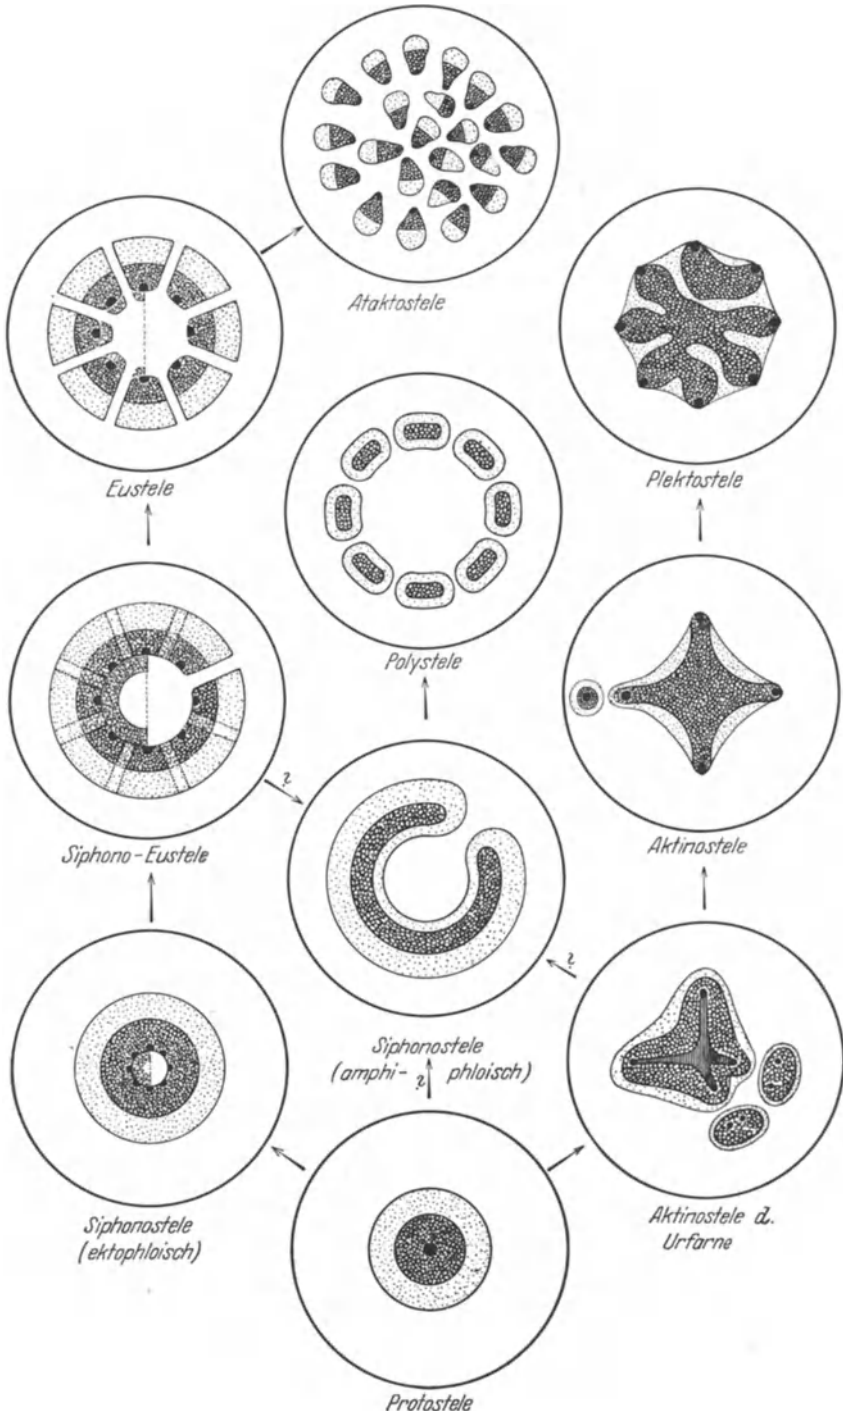 Ataktostele
Eustele
Plektostele
Polystele
?
Siphono-Eustele
Aktinostele
?
Siphonostele
(amphi- ? phloisch)
Siphonostele
(ektophloisch)
Aktinostele d.
Urfarne
Protostele